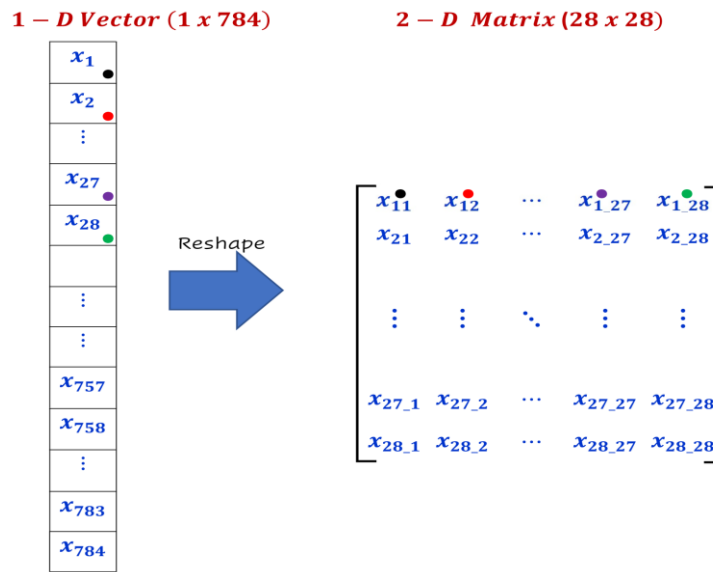 1 − D Vector (1 x 784)
2 − D Matrix (28 x 28)
x₁
x₂
⋮
x₂₇
x₂₈
⋮
⋮
x₇₅₇
x₇₅₈
⋮
x₇₈₃
x₇₈₄
Reshape
x₁₁ x₁₂ ⋯ x₁_₂₇ x₁_₂₈
x₂₁ x₂₂ ⋯ x₂_₂₇ x₂_₂₈
⋮ ⋮ ⋱ ⋮ ⋮
x₂₇_₁ x₂₇_₂ ⋯ x₂₇_₂₇ x₂₇_₂₈
x₂₈_₁ x₂₈_₂ ⋯ x₂₈_₂₇ x₂₈_₂₈